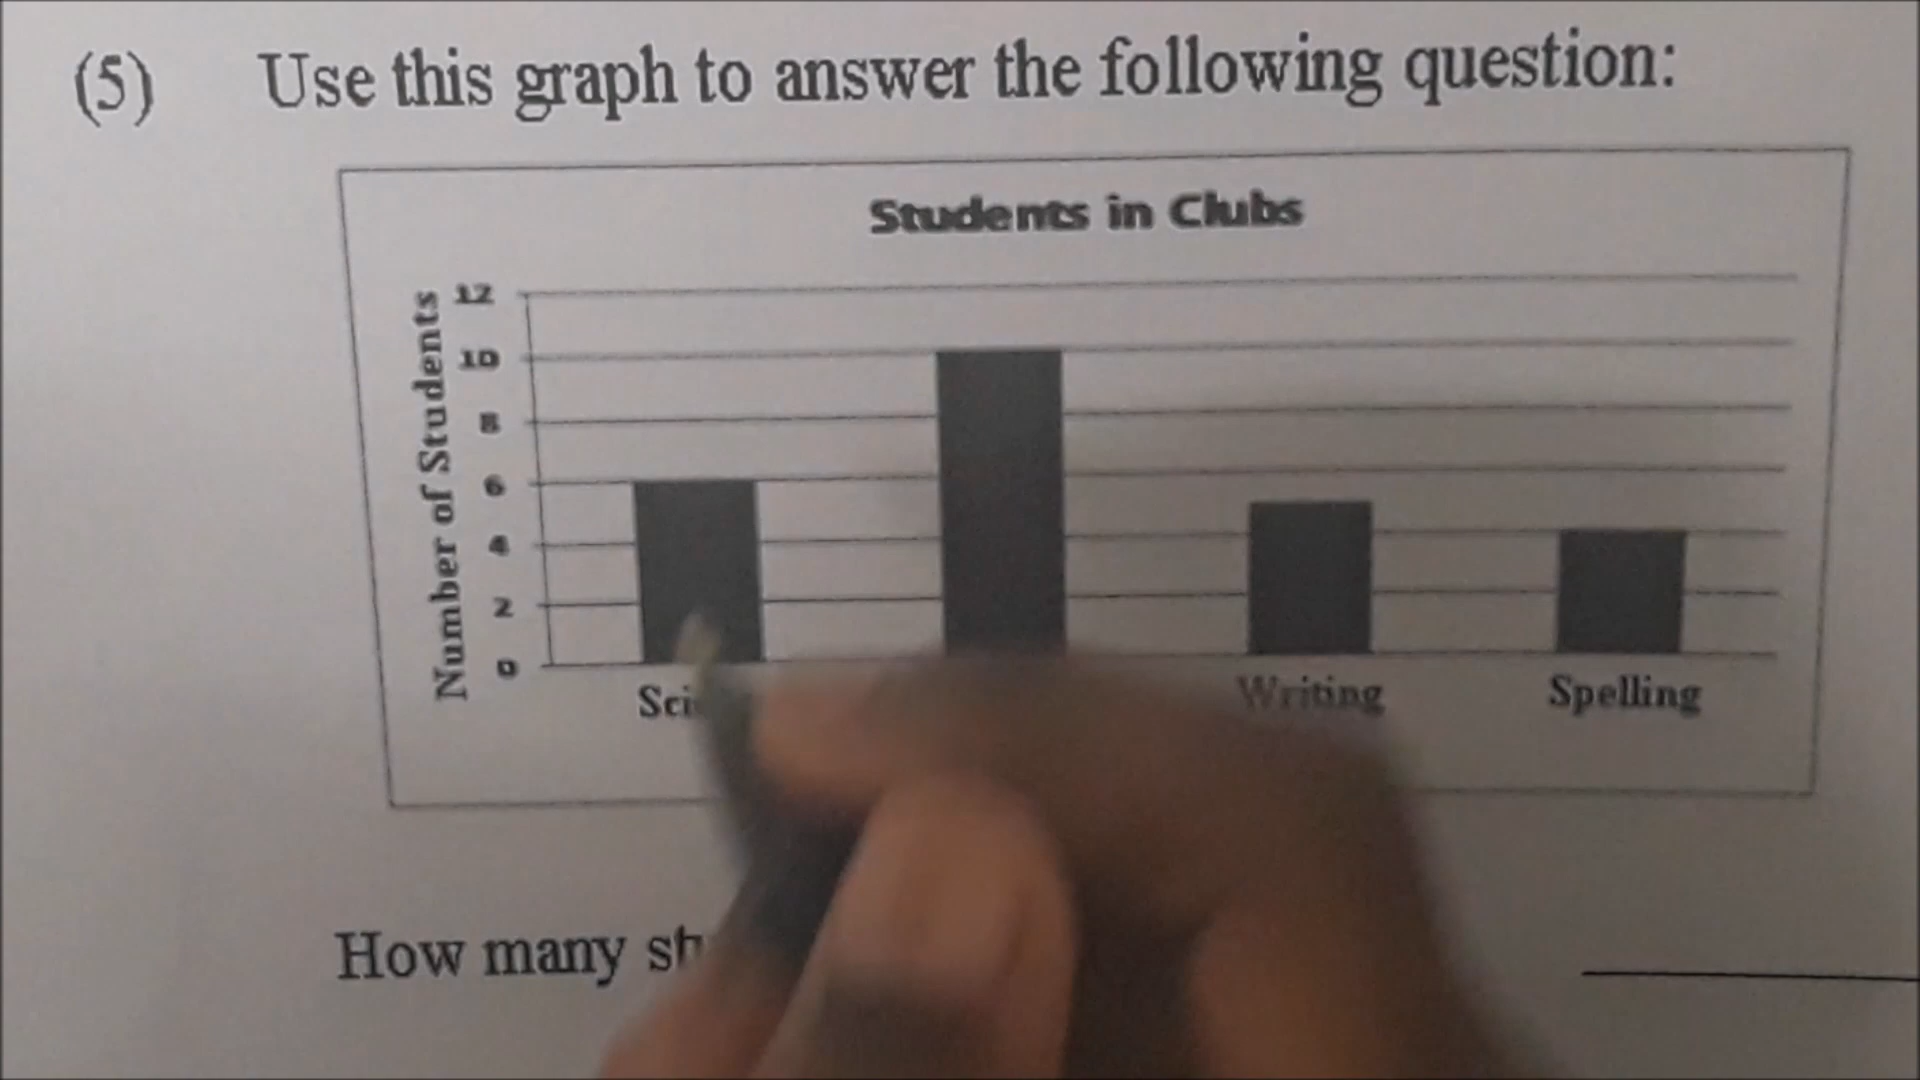 (5) Use this graph to answer the following question:
Students in Clubs
Number of Students
12
10
8
6
4
2
0
Writing Spelling
How many